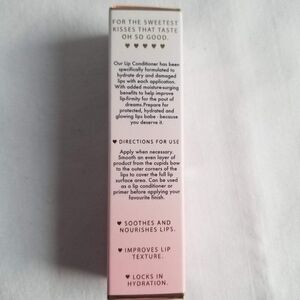 FOR THE SWEETEST
KISSES THAT TASTE
OH SO GOOD.
Our Lip Conditioner has been
specifically formulated to
hydrate dry and damaged
lips with each application.
With added moisture-surging
benefits to help improve
lip-firmity for the pout of
dreams.Prepare for
protected, hydrated and
glowing lips babe - because
you deserve it.
♥ DIRECTIONS FOR USE
Apply when necessary.
Smooth an even layer of
product from the cupids bow
to the outer corners of the
lips to cover the full lip
surface area. Can be used
as a lip conditioner or
primer before applying your
favourite finish.
♥ SOOTHES AND
NOURISHES LIPS.
♥ IMPROVES LIP
TEXTURE.
♥ LOCKS IN
HYDRATION.